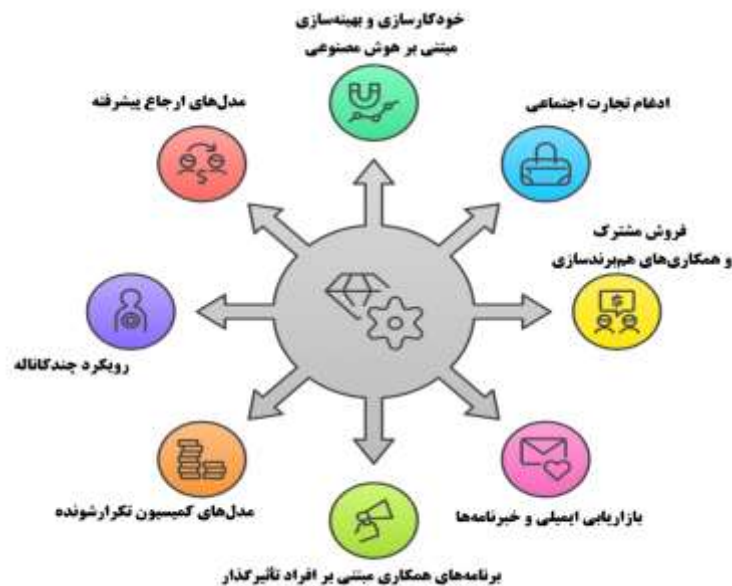 خودکارسازی و بهینه‌سازی
مبتنی بر هوش مصنوعی
ادغام تجارت اجتماعی
فروش مشترک
و همکاری‌های هم‌برندسازی
بازاریابی ایمیلی و خبرنامه‌ها
برنامه‌های همکاری مبتنی بر افراد تأثیرگذار
مدل‌های کمیسیون تکرارشونده
رویکرد چندکاناله
مدل‌های ارجاع پیشرفته